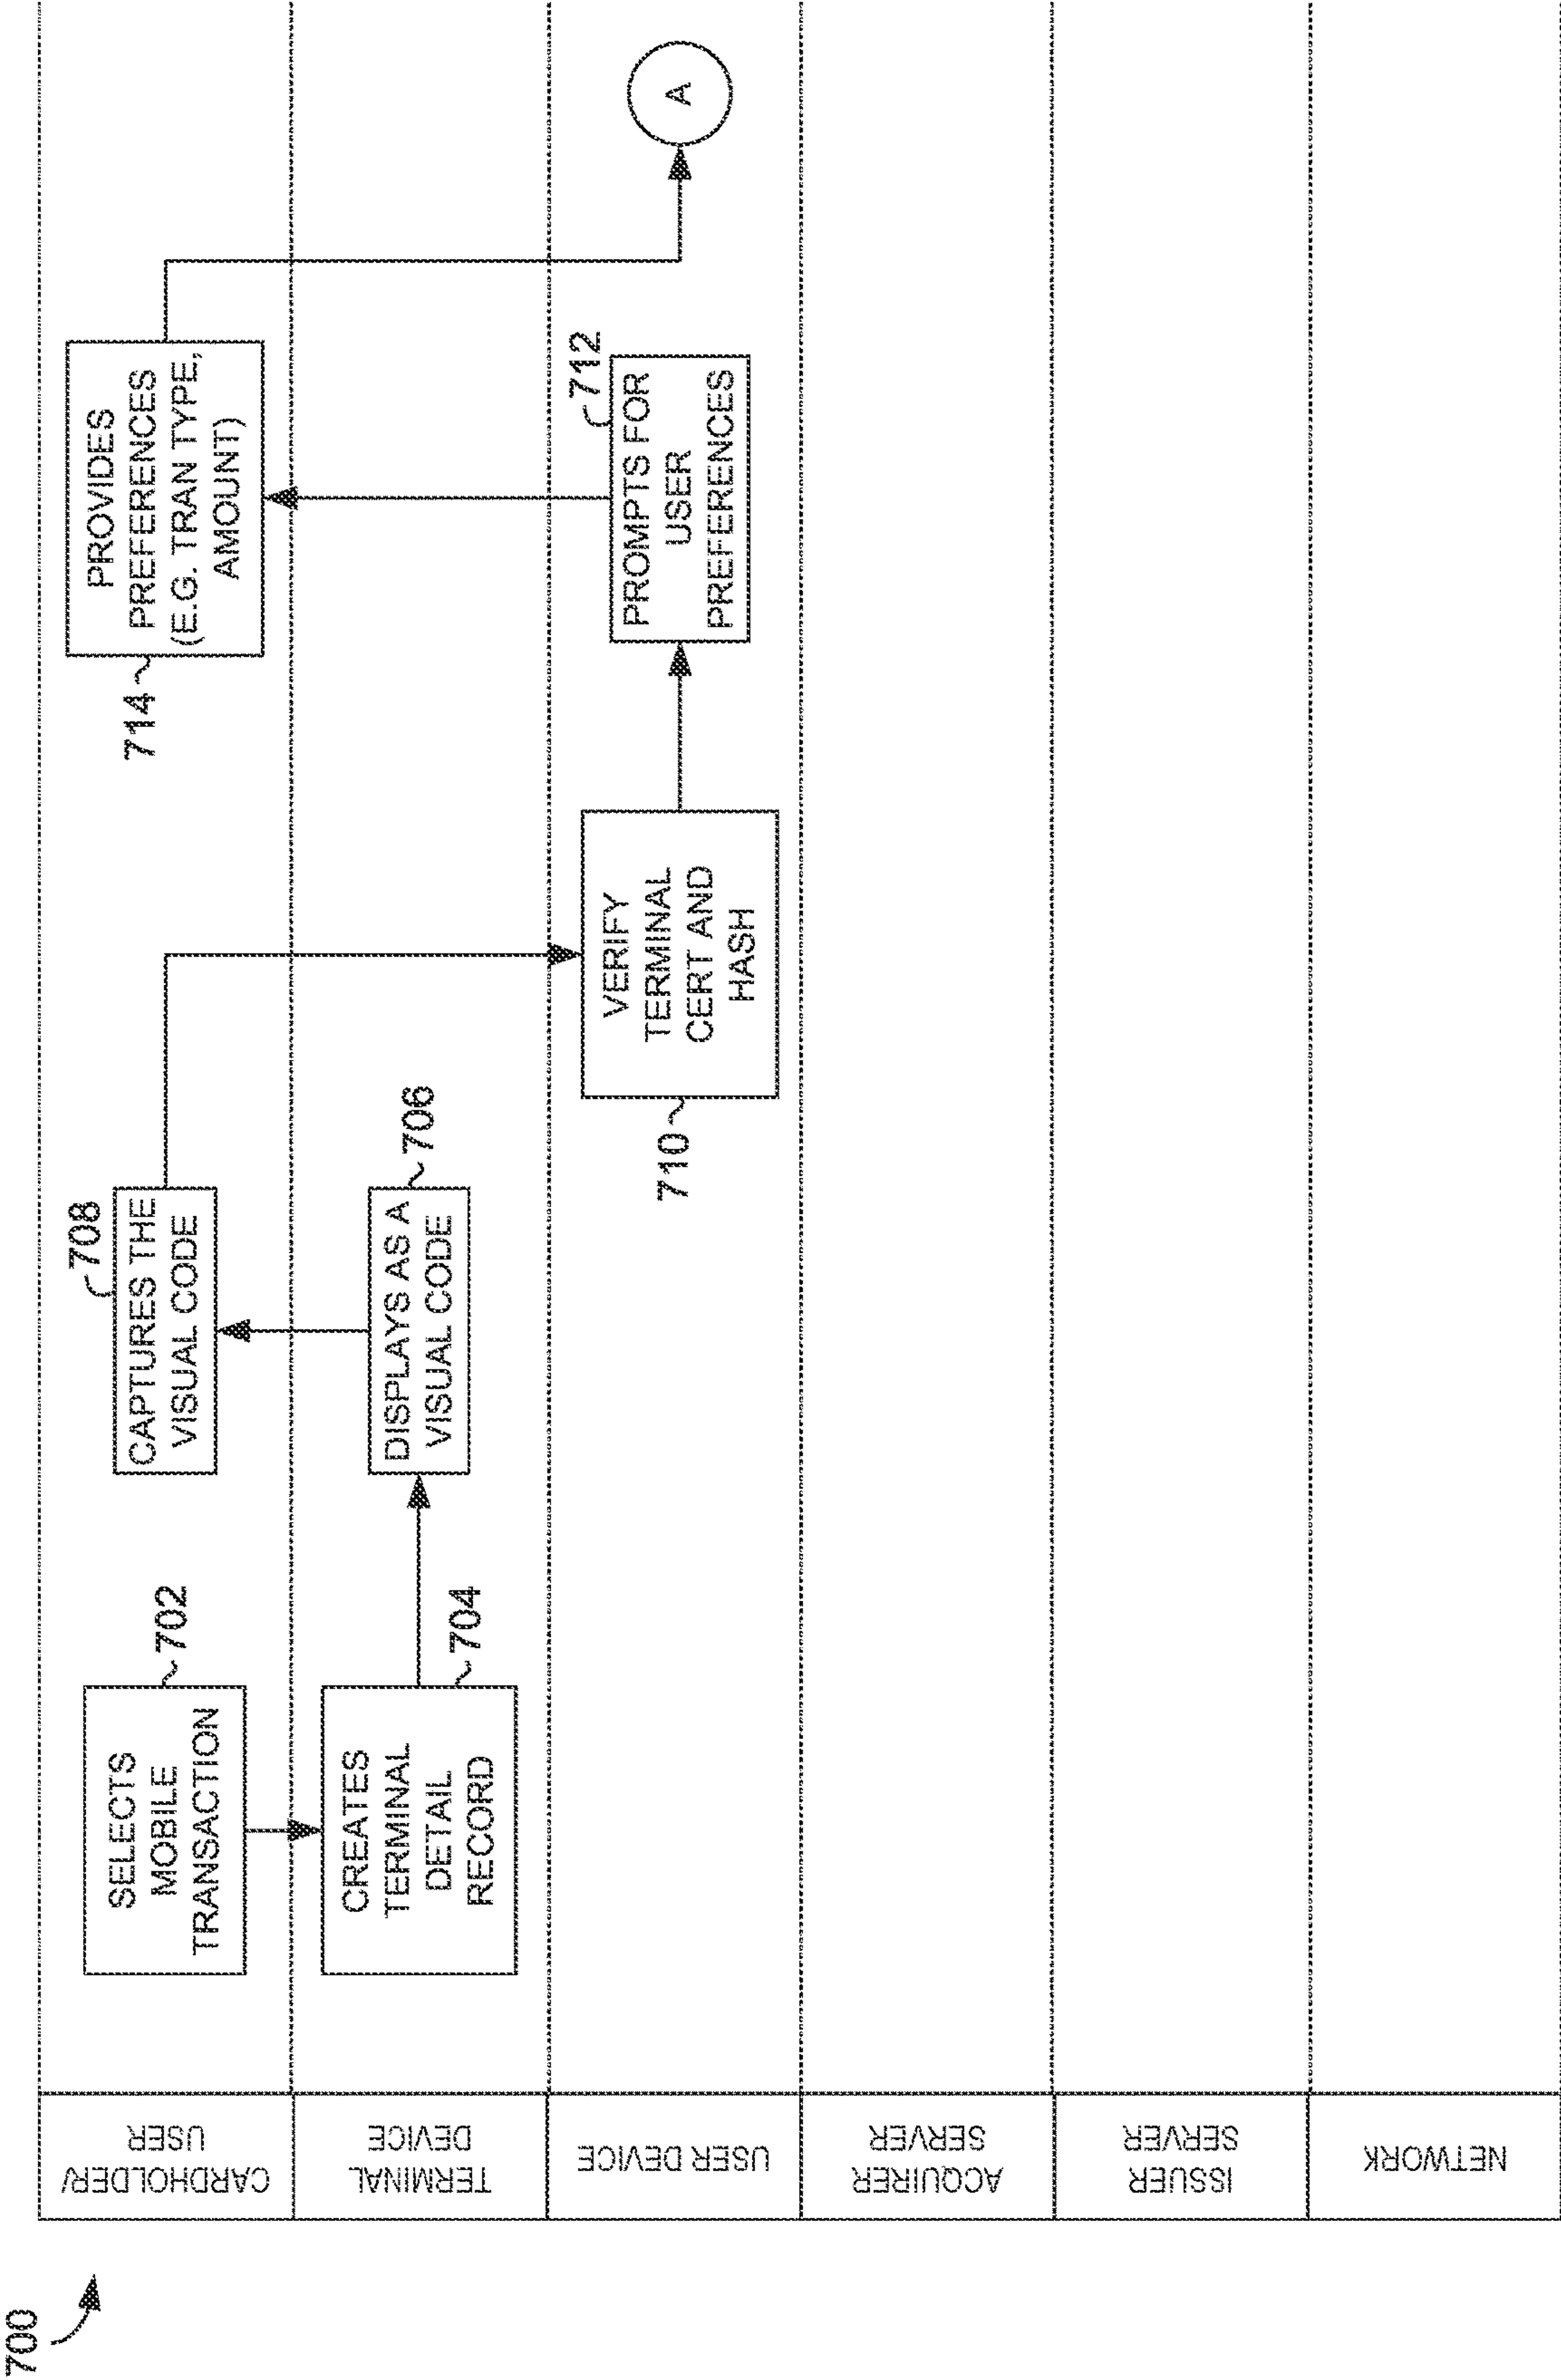 700
CARDHOLDER/
USER
TERMINAL
DEVICE
USER DEVICE
ACQUIRER
SERVER
ISSUER
SERVER
NETWORK
SELECTS
MOBILE
TRANSACTION
702
CREATES
TERMINAL
DETAIL
RECORD
704
DISPLAYS AS A
VISUAL CODE
706
708
CAPTURES THE
VISUAL CODE
VERIFY
TERMINAL
CERT AND
HASH
710
712
PROMPTS FOR
USER
PREFERENCES
714
PROVIDES
PREFERENCES
(E.G. TRAN TYPE,
AMOUNT)
A